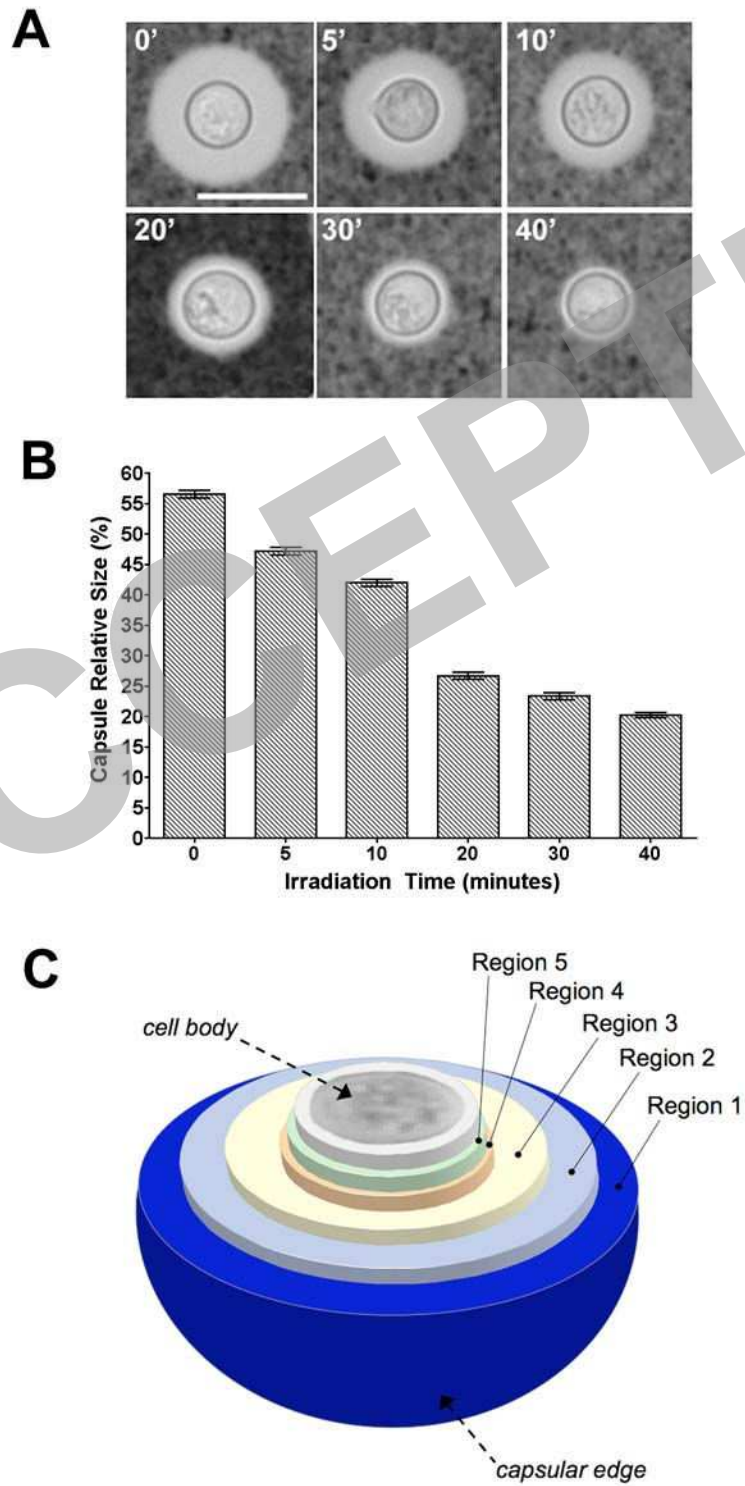 A
0’ 5’ 10’
20’ 30’ 40’
B
Capsule Relative Size (%)
60
55
50
45
40
35
30
25
20
15
10
5
0
0 5 10 20 30 40
Irradiation Time (minutes)
C
Region 5
Region 4
Region 3
Region 2
Region 1
cell body
capsular edge
CCEPT